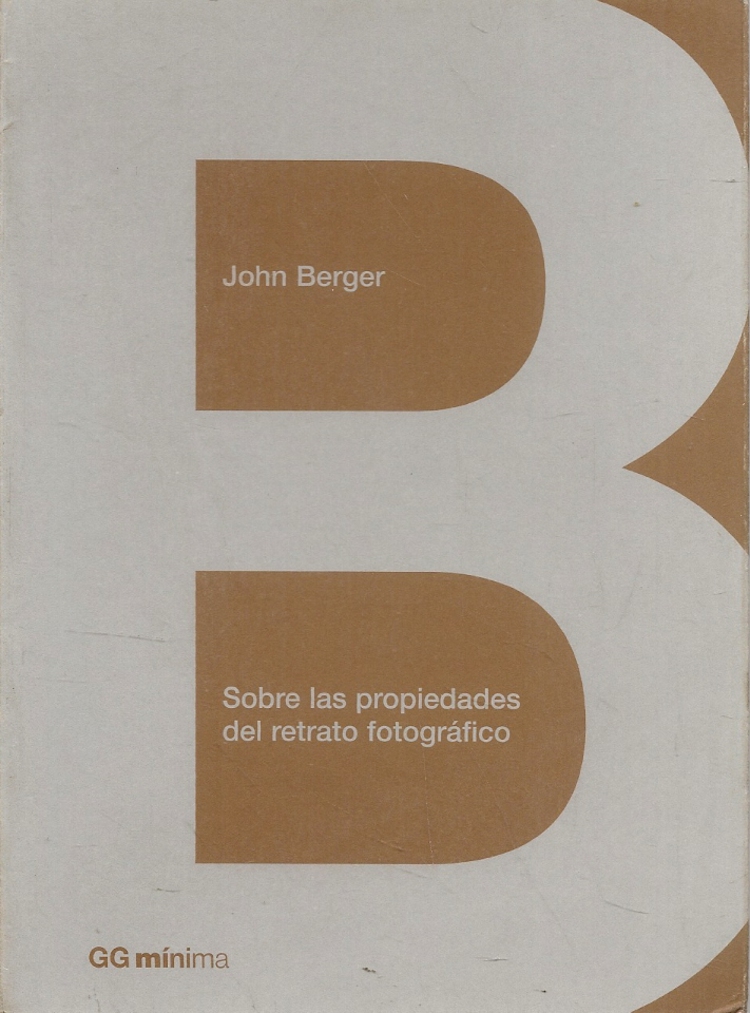 John Berger
Sobre las propiedades
del retrato fotográfico
GG mínima